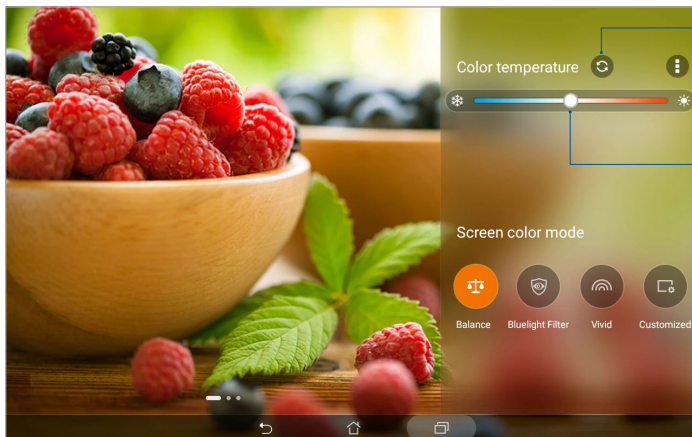 Color temperature
Screen color mode
Balance
Bluelight Filter
Vivid
Customized